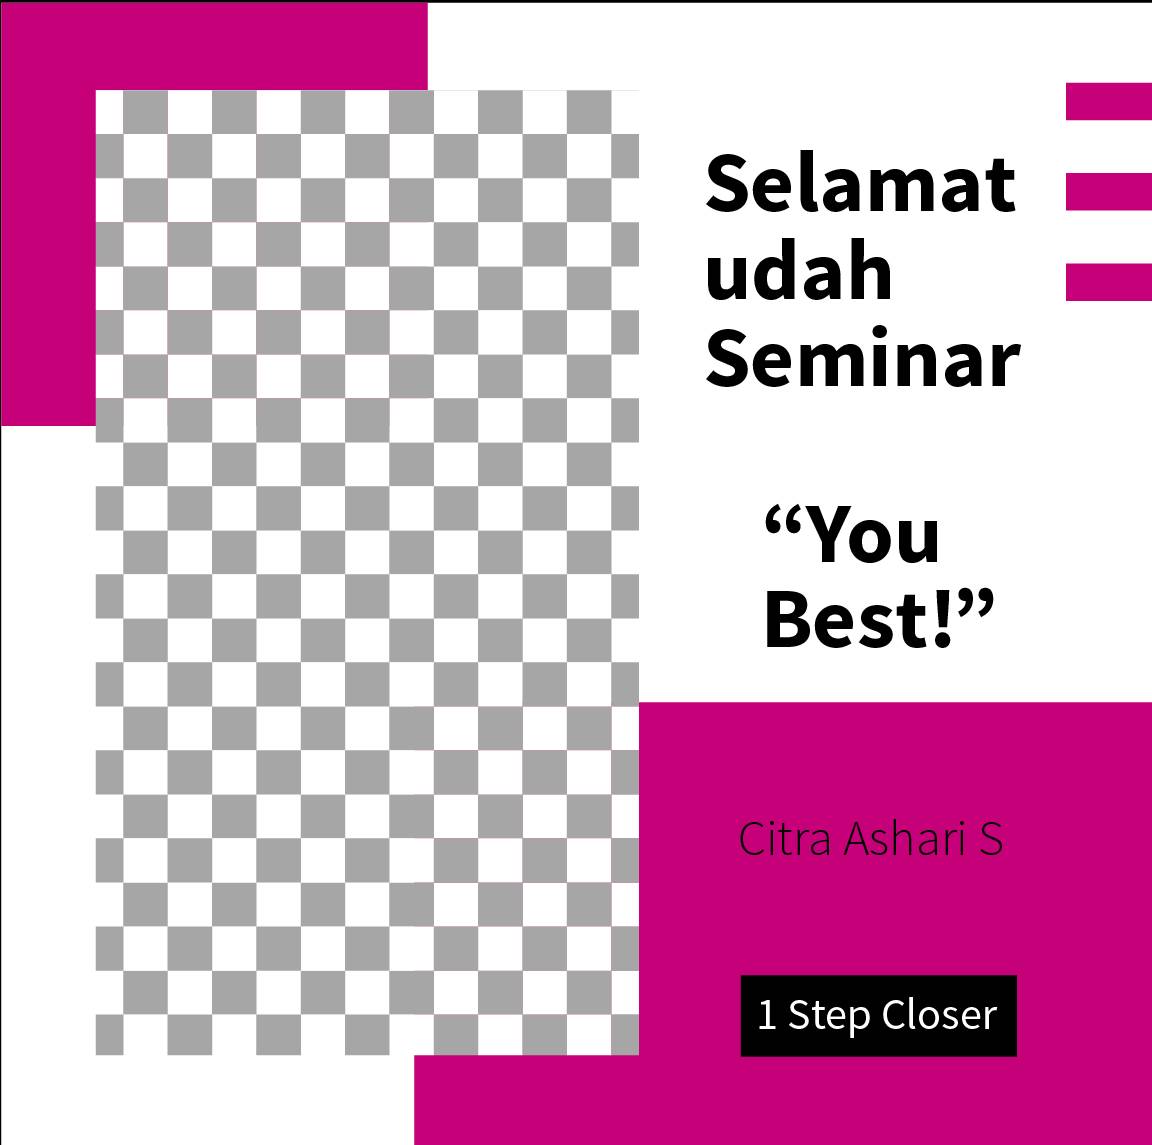 Selamat
udah
Seminar
“You
Best!”
Citra Ashari S
1 Step Closer